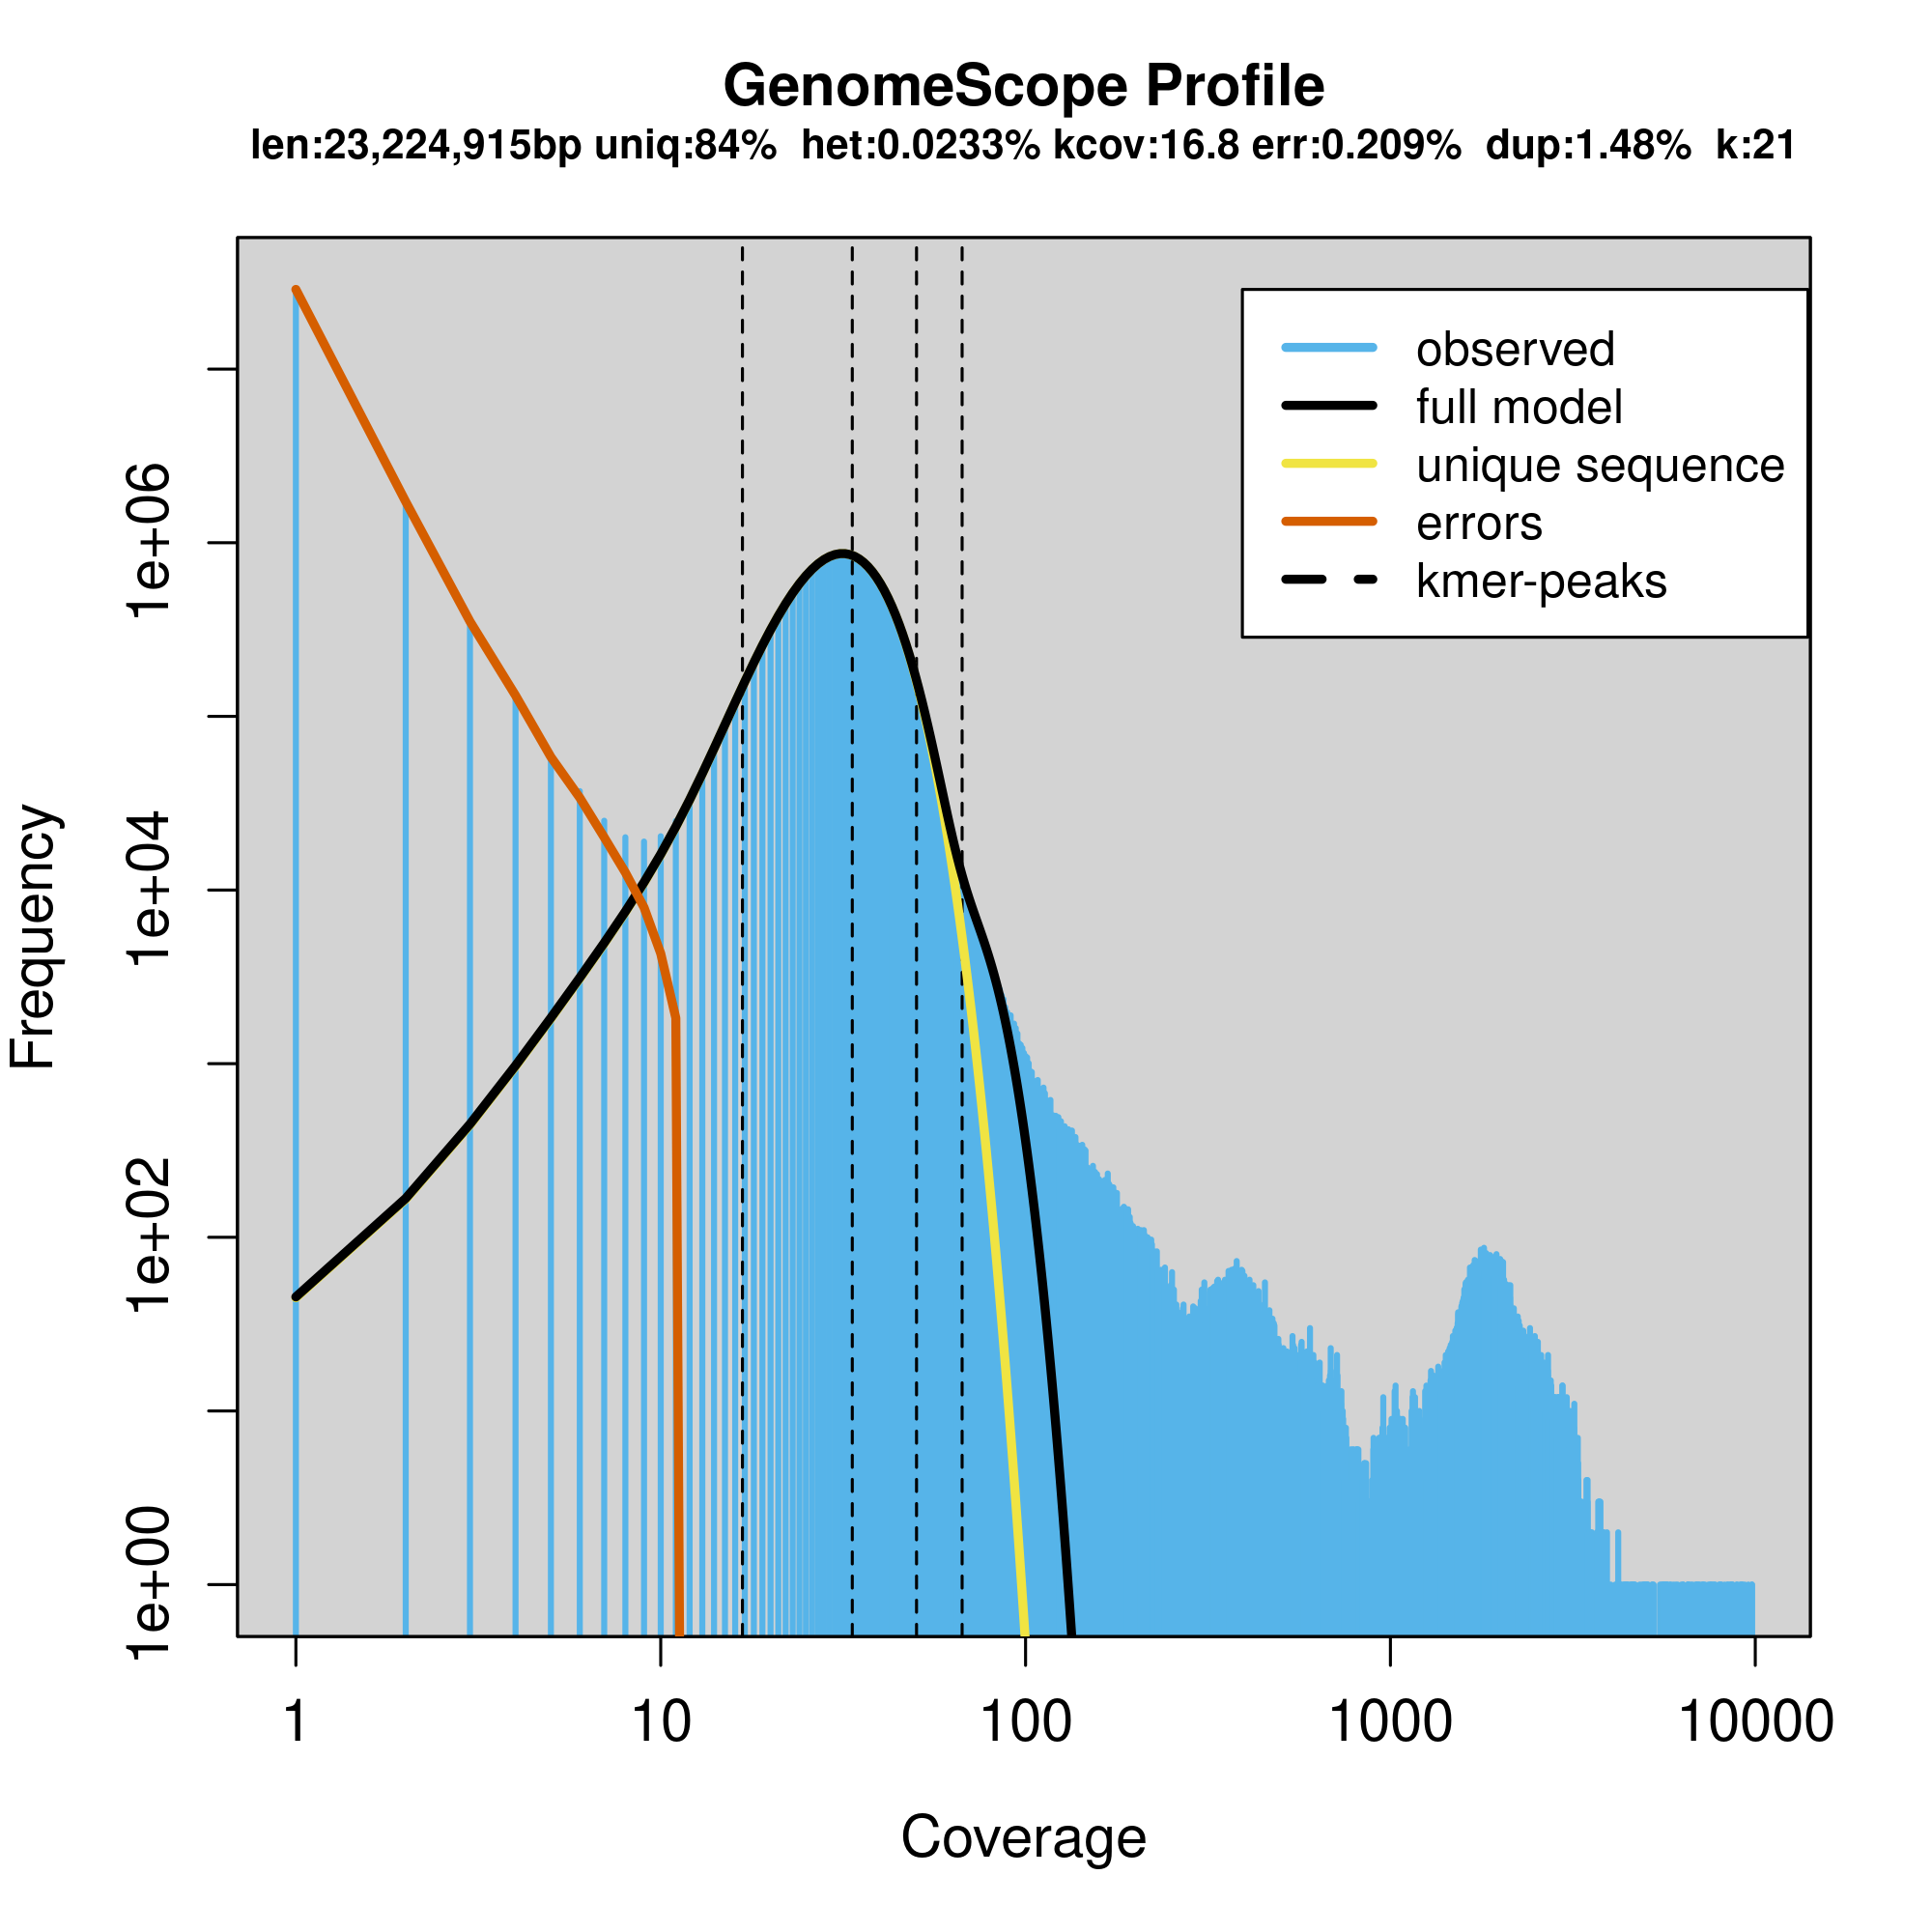 GenomeScope Profile
len:23,224,915bp uniq:84% het:0.0233% kcov:16.8 err:0.209% dup:1.48% k:21
observed
full model
unique sequence
errors
kmer-peaks
Frequency
1e+06
1e+04
1e+02
1e+00
1 10 100 1000 10000
Coverage